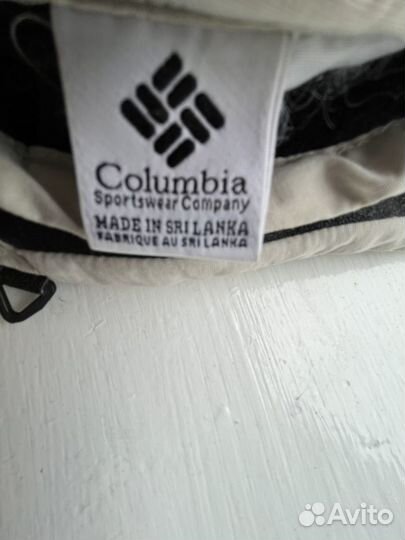 Columbia
Sportswear Company
MADE IN SRI LANKA
FABRIQUE AU SRI LANKA
Avito